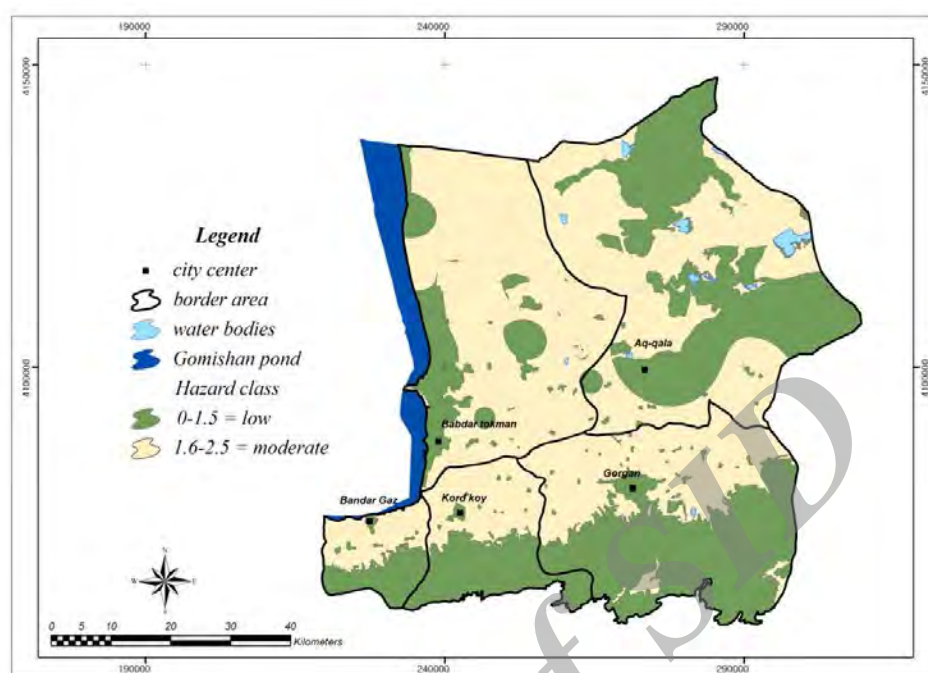 190000 240000 290000
4150000 4150000
Legend
city center
border area
water bodies
Gomishan pond
Hazard class
0-1.5 = low
1.6-2.5 = moderate
Aq-qala
4100000 4100000
Babdar tokman
Gorgan
Bandar Gaz
Kord koy
N
W E
S
0 5 10 20 30 40
Kilometers
190000 240000 290000
of SID